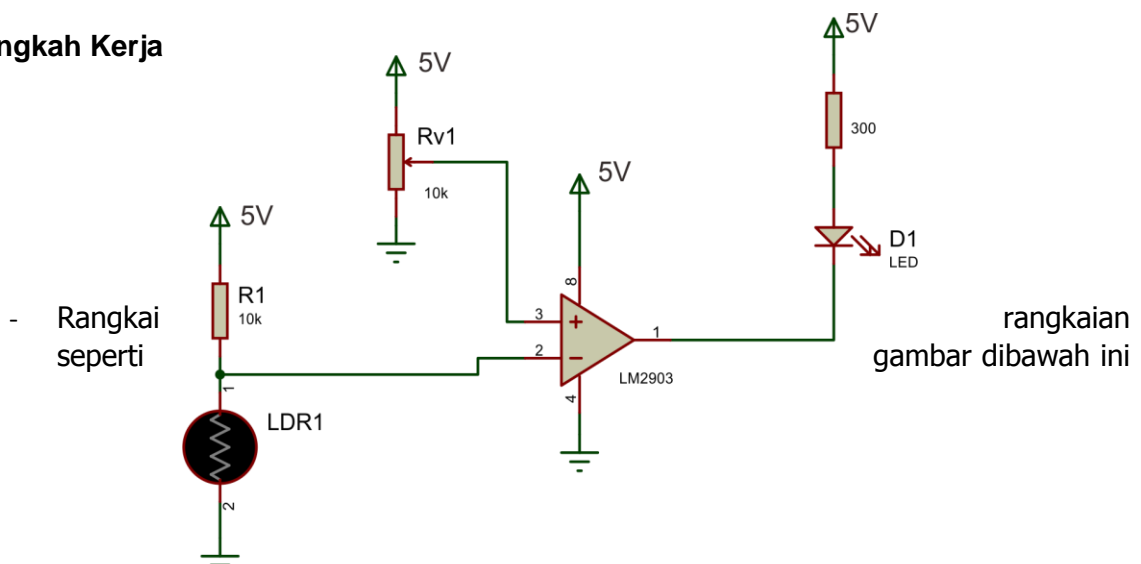 ngkah Kerja
5V
5V
Rv1
10k
5V
300
5V
D1
LED
R1
10k
8
3
2
1
4
LM2903
- Rangkai rangkaian
seperti gambar dibawah ini
1
LDR1
2